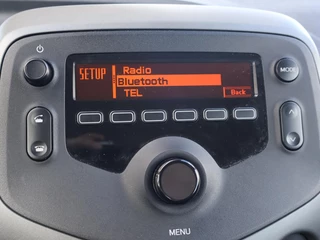 SETUP
Radio
Bluetooth
TEL
Back
MODE
MENU